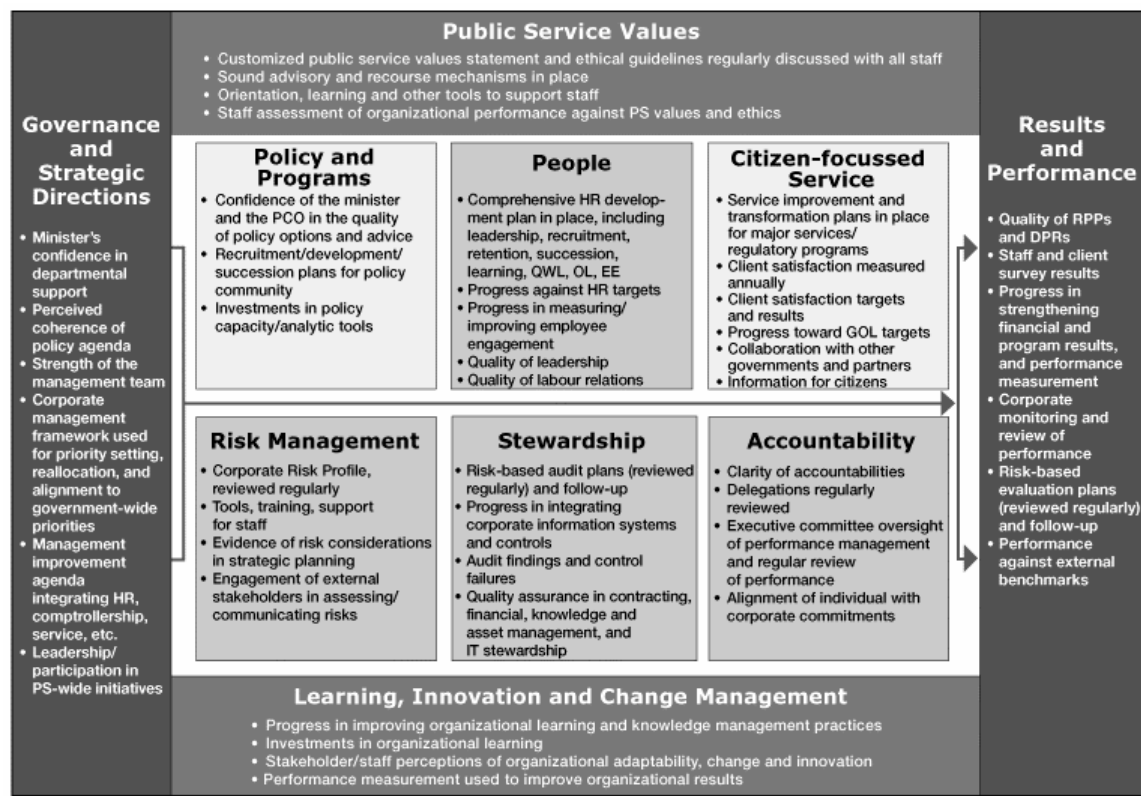 Public Service Values
• Customized public service values statement and ethical guidelines regularly discussed with all staff
• Sound advisory and recourse mechanisms in place
• Orientation, learning and other tools to support staff
• Staff assessment of organizational performance against PS values and ethics
Governance
and
Strategic
Directions
• Minister's
confidence in
departmental
support
• Perceived
coherence of
policy agenda
• Strength of the
management team
• Corporate
management
framework used
for priority setting,
reallocation, and
alignment to
government-wide
priorities
• Management
improvement
agenda
integrating HR,
comptrollership,
service, etc.
• Leadership/
participation in
PS-wide initiatives
Policy and
Programs
• Confidence of the minister
and the PCO in the quality
of policy options and advice
• Recruitment/development/
succession plans for policy
community
• Investments in policy
capacity/analytic tools
People
• Comprehensive HR develop-
ment plan in place, including
leadership, recruitment,
retention, succession,
learning, QWL, OL, EE
• Progress against HR targets
• Progress in measuring/
improving employee
engagement
• Quality of leadership
• Quality of labour relations
Citizen-focussed
Service
• Service improvement and
transformation plans in place
for major services/
regulatory programs
• Client satisfaction measured
annually
• Client satisfaction targets
and results
• Progress toward GOL targets
• Collaboration with other
governments and partners
• Information for citizens
Risk Management
• Corporate Risk Profile,
reviewed regularly
• Tools, training, support
for staff
• Evidence of risk considerations
in strategic planning
• Engagement of external
stakeholders in assessing/
communicating risks
Stewardship
• Risk-based audit plans (reviewed
regularly) and follow-up
• Progress in integrating
corporate information systems
and controls
• Audit findings and control
failures
• Quality assurance in contracting,
financial, knowledge and
asset management, and
IT stewardship
Accountability
• Clarity of accountabilities
• Delegations regularly
reviewed
• Executive committee oversight
of performance management
and regular review
of performance
• Alignment of individual with
corporate commitments
Results
and
Performance
• Quality of RPPs
and DPRs
• Staff and client
survey results
• Progress in
strengthening
financial and
program results,
and performance
measurement
• Corporate
monitoring and
review of
performance
• Risk-based
evaluation plans
(reviewed regularly)
and follow-up
• Performance
against external
benchmarks
Learning, Innovation and Change Management
• Progress in improving organizational learning and knowledge management practices
• Investments in organizational learning
• Stakeholder/staff perceptions of organizational adaptability, change and innovation
• Performance measurement used to improve organizational results